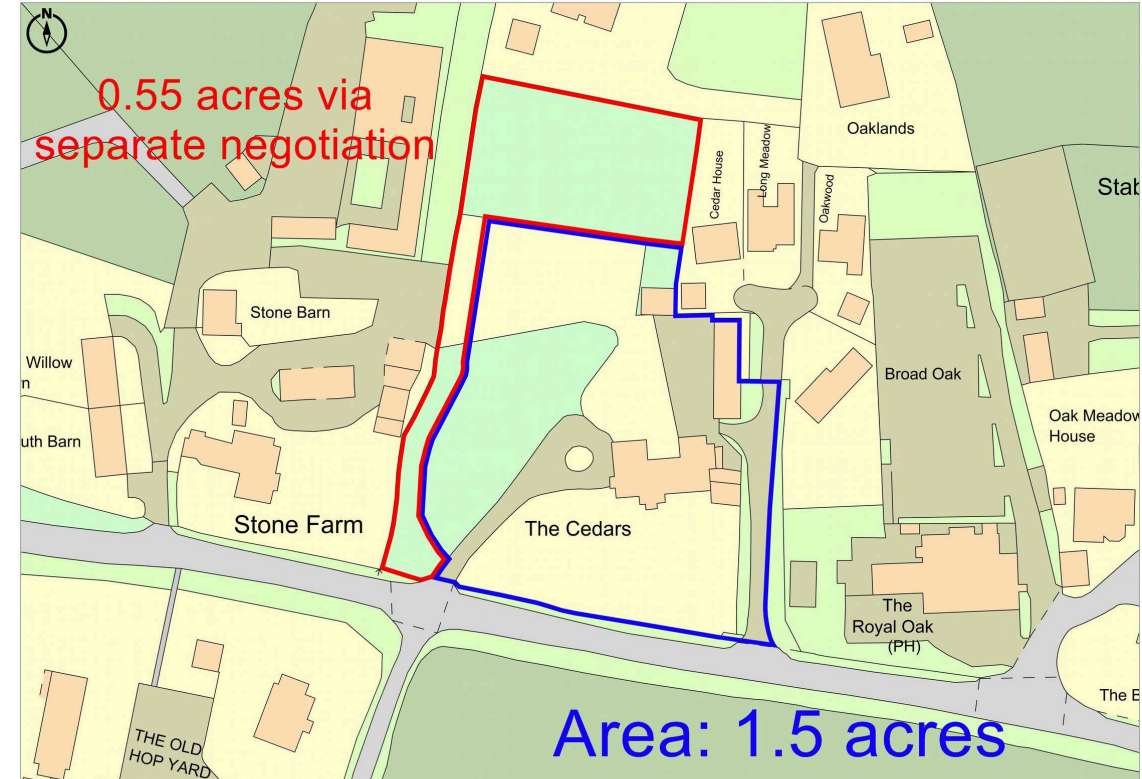 N
0.55 acres via
separate negotiation
Oaklands
Cedar House
Long Meadow
Oakwood
Stab
Stone Barn
Willow
n
Broad Oak
Oak Meadow
House
uth Barn
Stone Farm
The Cedars
The
Royal Oak
(PH)
The B
Area: 1.5 acres
THE OLD
HOP YARD